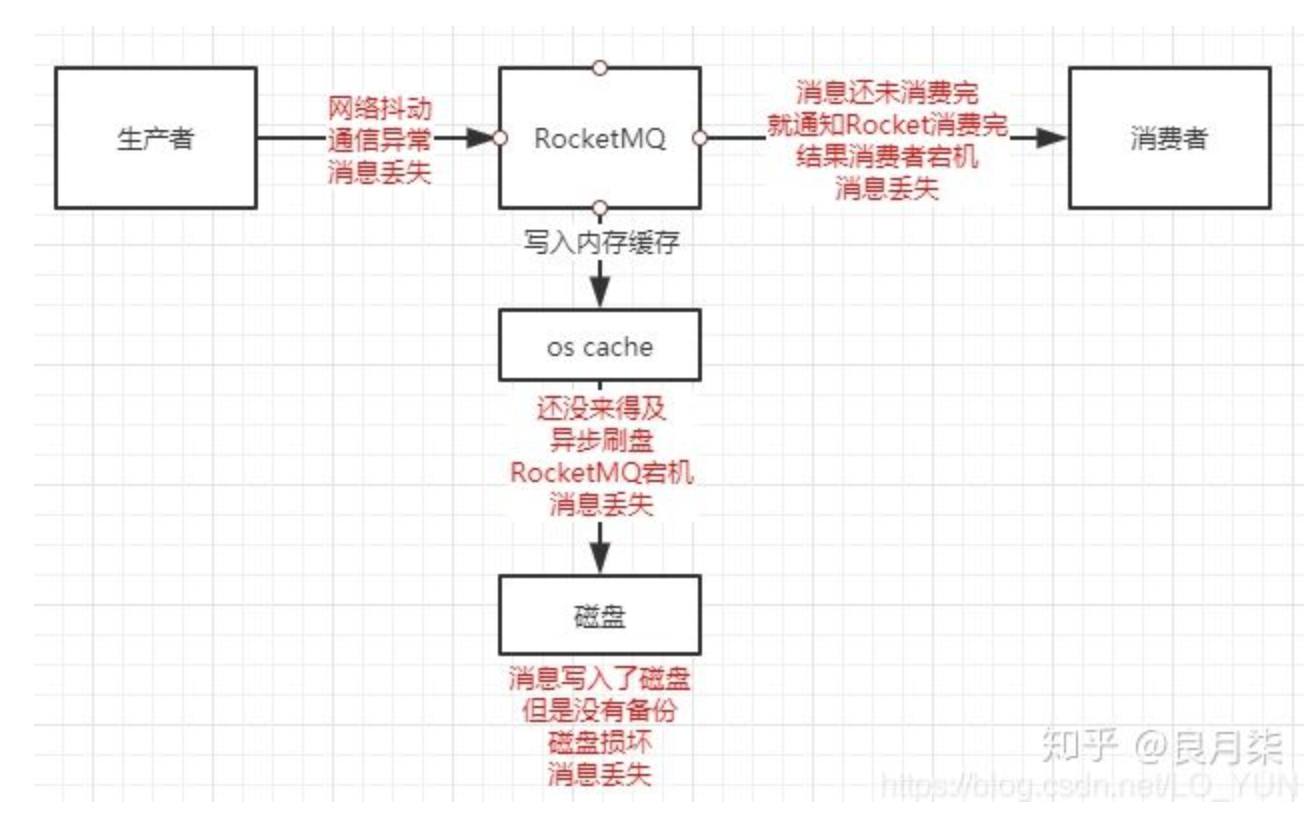 生产者
网络抖动
通信异常
消息丢失
RocketMQ
消息还未消费完
就通知Rocket消费完
结果消费者宕机
消息丢失
消费者
写入内存缓存
os cache
还没来得及
异步刷盘
RocketMQ宕机
消息丢失
磁盘
消息写入了磁盘
但是没有备份
磁盘损坏
消息丢失
知乎 @良月柒
https://blog.csdn.net/LO_YUN